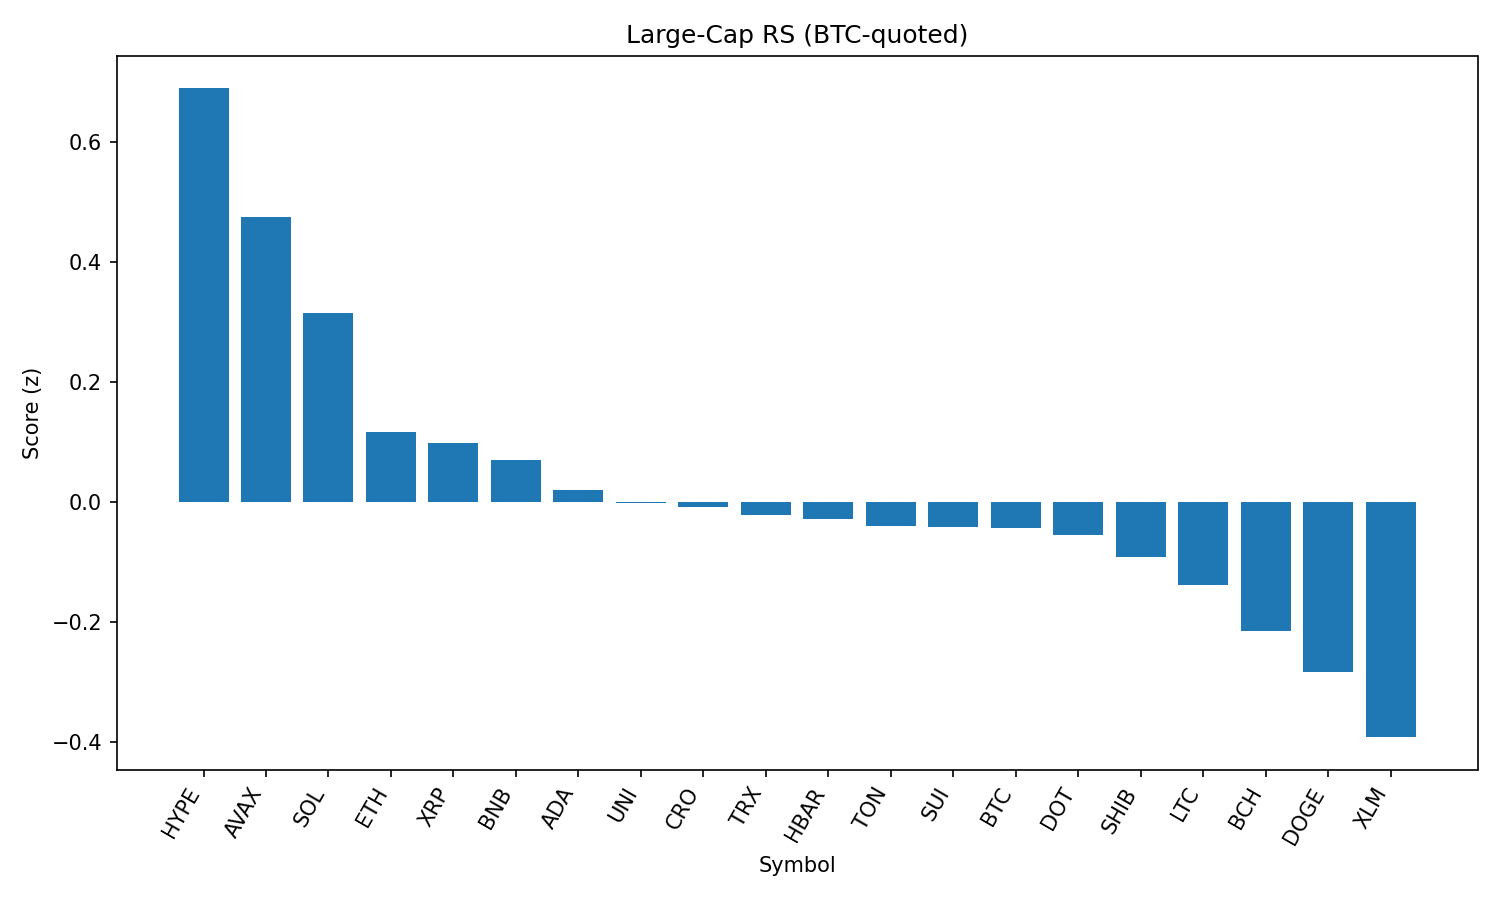 Large-Cap RS (BTC-quoted)
Score (z)
0.6
0.4
0.2
0.0
−0.2
−0.4
HYPE
AVAX
SOL
ETH
XRP
BNB
ADA
UNI
CRO
TRX
HBAR
TON
SUI
BTC
DOT
SHIB
LTC
BCH
DOGE
XLM
Symbol